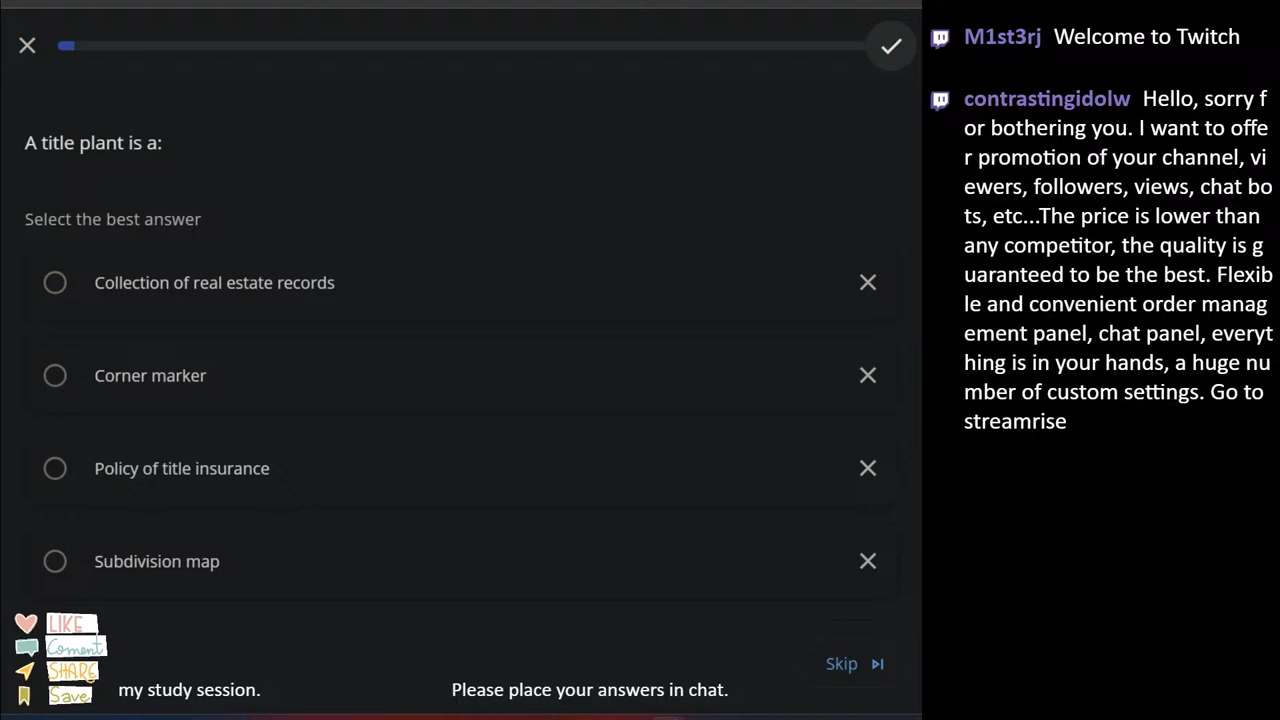 A title plant is a:
Select the best answer
Collection of real estate records
Corner marker
Policy of title insurance
Subdivision map
Skip
LIKE
Coment
SHARE
Save
my study session.
Please place your answers in chat.
M1st3rj Welcome to Twitch
contrastingidolw Hello, sorry f
or bothering you. I want to offe
r promotion of your channel, vi
ewers, followers, views, chat bo
ts, etc...The price is lower than
any competitor, the quality is g
uaranteed to be the best. Flexib
le and convenient order manag
ement panel, chat panel, everyt
hing is in your hands, a huge nu
mber of custom settings. Go to
streamrise